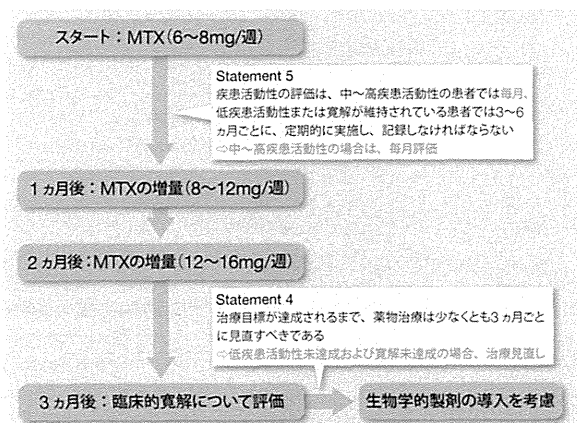 スタート：MTX（6～8mg/週）
Statement 5
疾患活動性の評価は、中～高疾患活動性の患者では毎月、
低疾患活動性または寛解が維持されている患者では3～6
ヵ月ごとに、定期的に実施し、記録しなければならない
⇨中～高疾患活動性の場合は、毎月評価
1ヵ月後：MTXの増量（8～12mg/週）
2ヵ月後：MTXの増量（12～16mg/週）
Statement 4
治療目標が達成されるまで、薬物治療は少なくとも3ヵ月ごと
に見直すべきである
⇨低疾患活動性未達成および寛解未達成の場合、治療見直し
3ヵ月後：臨床的寛解について評価
生物学的製剤の導入を考慮